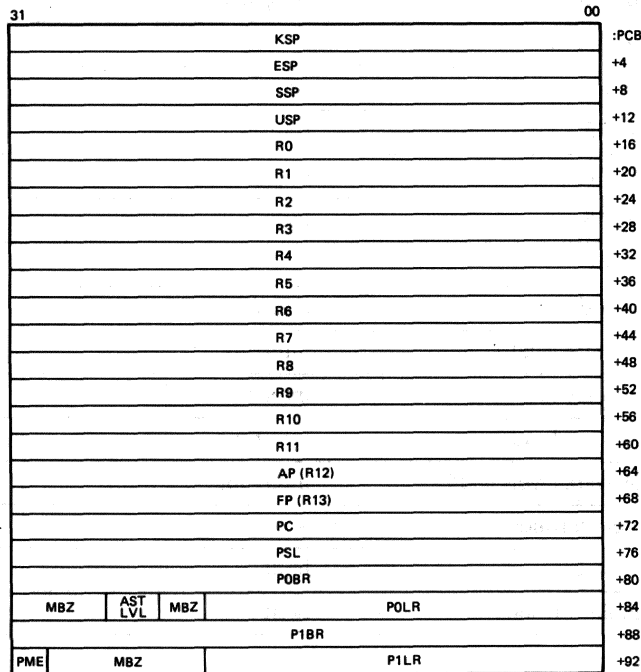 31 00
KSP :PCB
ESP +4
SSP +8
USP +12
R0 +16
R1 +20
R2 +24
R3 +28
R4 +32
R5 +36
R6 +40
R7 +44
R8 +48
R9 +52
R10 +56
R11 +60
AP (R12) +64
FP (R13) +68
PC +72
PSL +76
P0BR +80
MBZ AST LVL MBZ P0LR +84
P1BR +88
PME MBZ P1LR +92